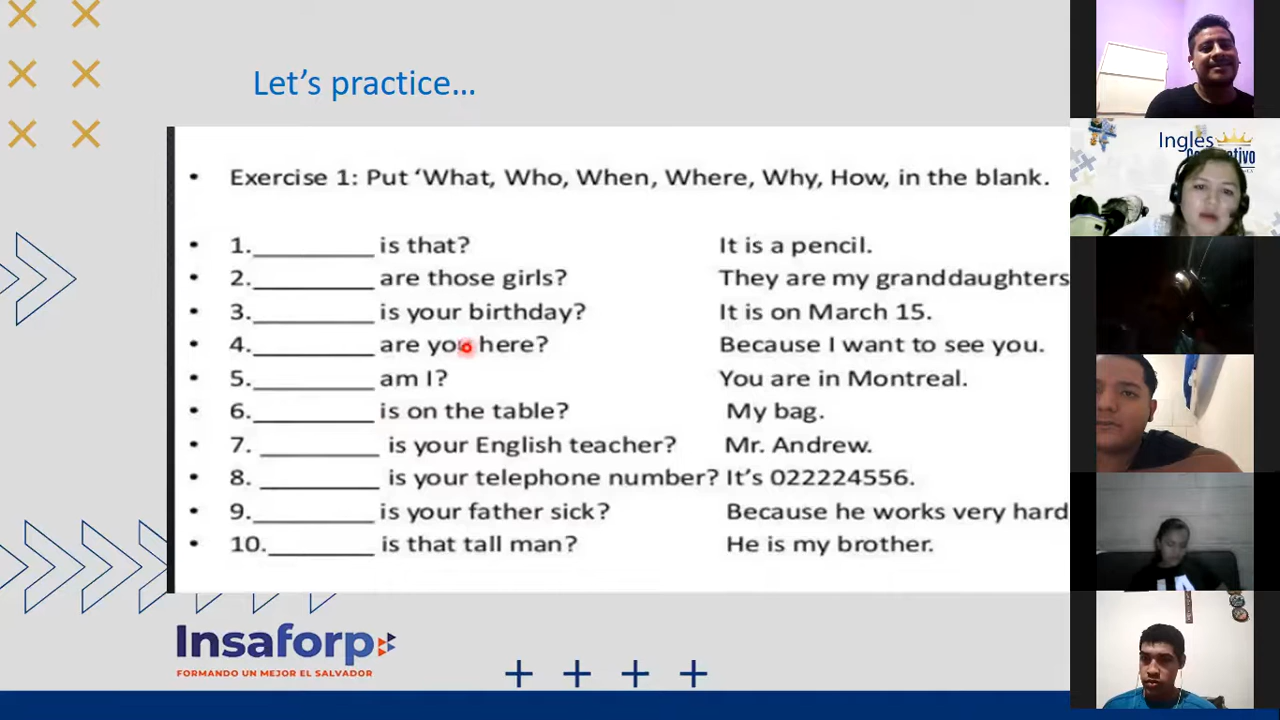 Let's practice...
• Exercise 1: Put 'What, Who, When, Where, Why, How, in the blank.
• 1.__________ is that? It is a pencil.
• 2.__________ are those girls? They are my granddaughters
• 3.__________ is your birthday? It is on March 15.
• 4.__________ are you here? Because I want to see you.
• 5.__________ am I? You are in Montreal.
• 6.__________ is on the table? My bag.
• 7. __________ is your English teacher? Mr. Andrew.
• 8. __________ is your telephone number? It's 022224556.
• 9.__________ is your father sick? Because he works very hard
• 10.________ is that tall man? He is my brother.
Insaforp
FORMANDO UN MEJOR EL SALVADOR
Ingles